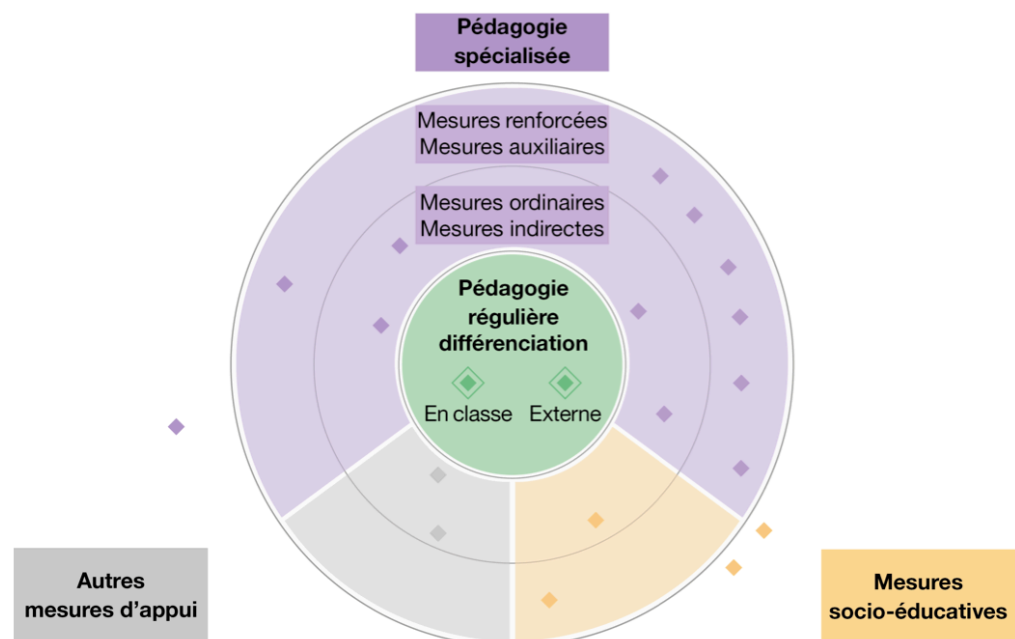 Pédagogie
spécialisée
Mesures renforcées
Mesures auxiliaires
Mesures ordinaires
Mesures indirectes
Pédagogie
régulière
différenciation
En classe
Externe
Autres
mesures d’appui
Mesures
socio-éducatives